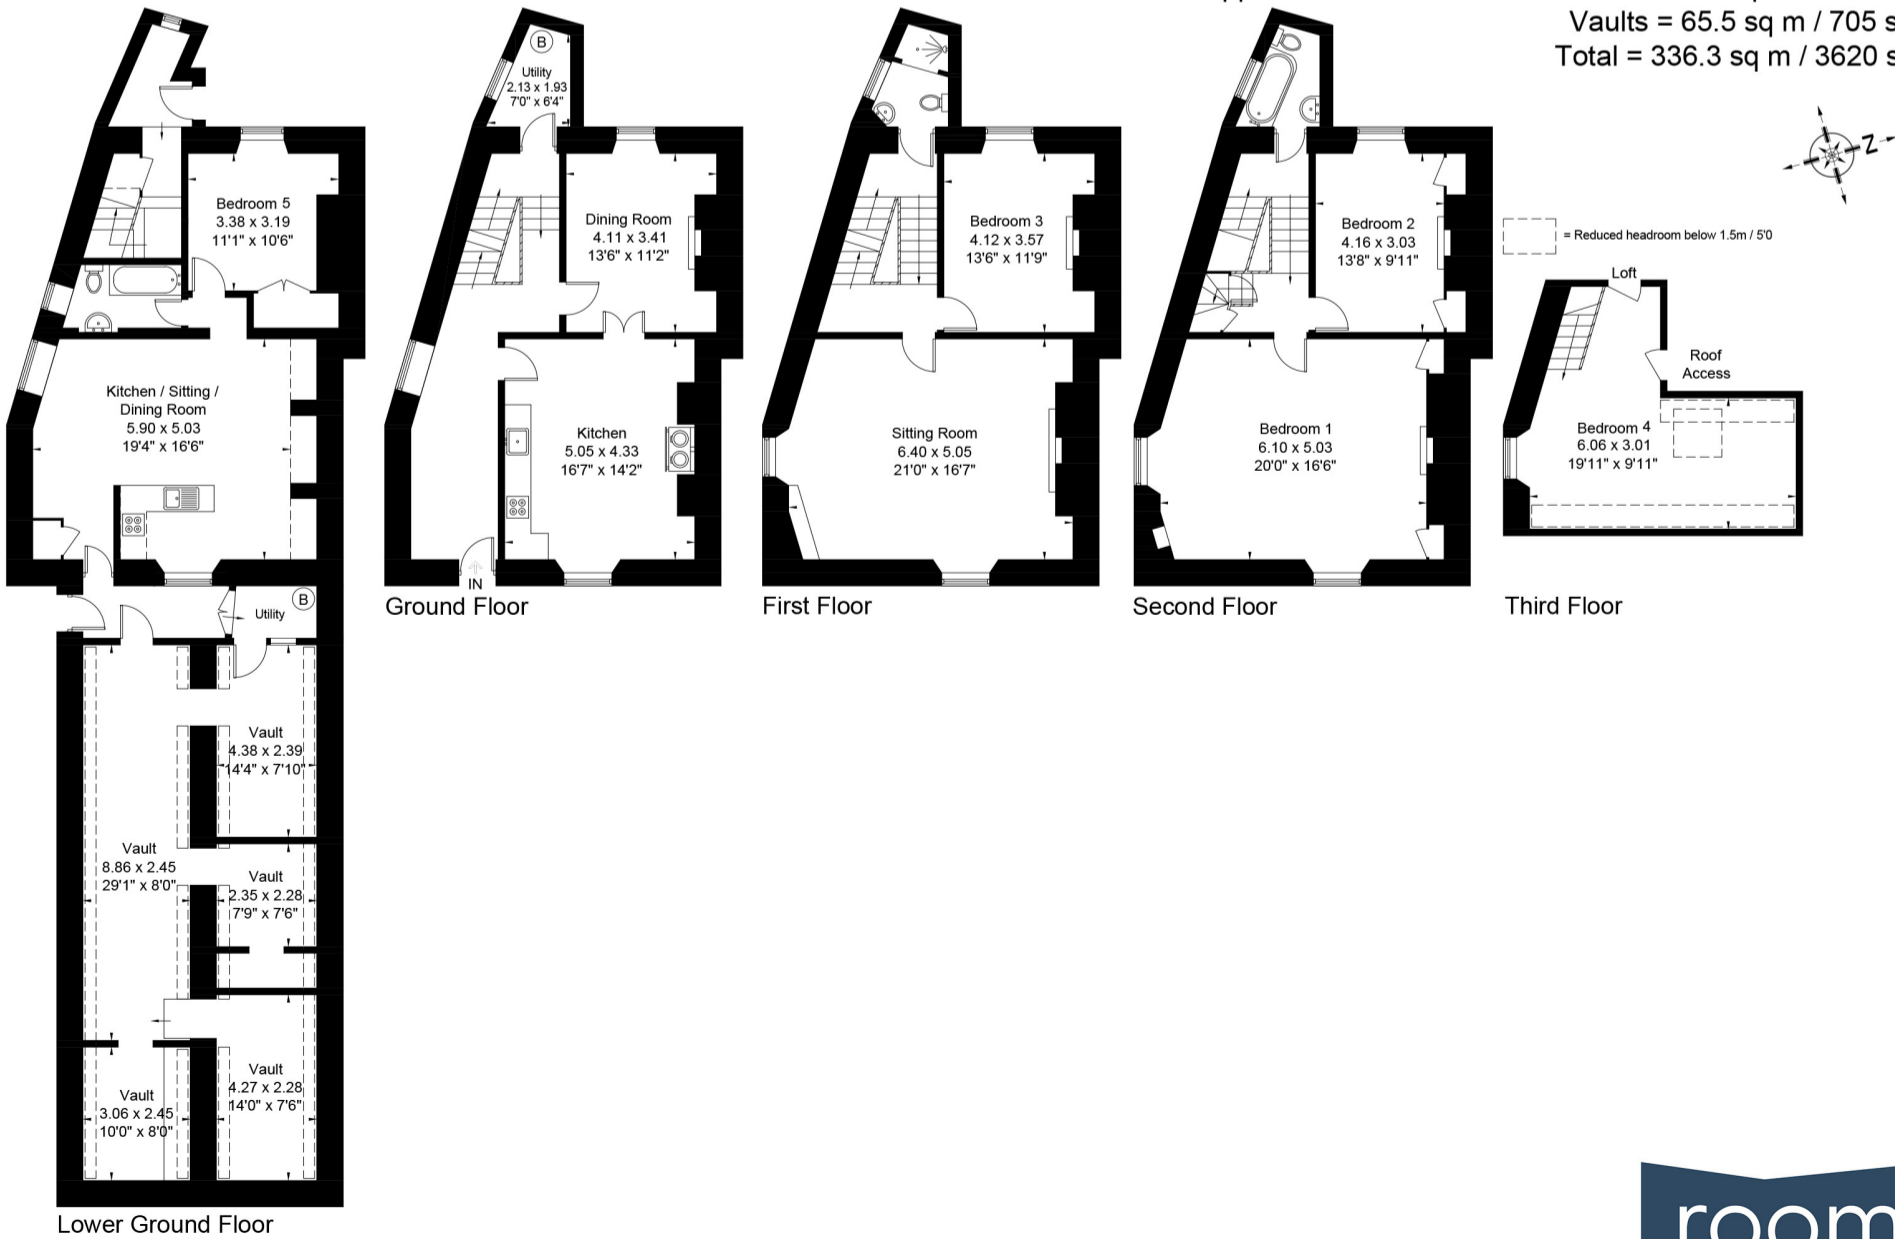 Vaults = 65.5 sq m / 705 s
Total = 336.3 sq m / 3620 s
Z
= Reduced headroom below 1.5m / 5'0
Bedroom 5
3.38 x 3.19
11'1" x 10'6"
Kitchen / Sitting /
Dining Room
5.90 x 5.03
19'4" x 16'6"
B
Utility
Vault
4.38 x 2.39
14'4" x 7'10"
Vault
8.86 x 2.45
29'1" x 8'0"
Vault
2.35 x 2.28
7'9" x 7'6"
Vault
4.27 x 2.28
14'0" x 7'6"
Vault
3.06 x 2.45
10'0" x 8'0"
Lower Ground Floor
B
Utility
2.13 x 1.93
7'0" x 6'4"
Dining Room
4.11 x 3.41
13'6" x 11'2"
Kitchen
5.05 x 4.33
16'7" x 14'2"
IN
Ground Floor
Bedroom 3
4.12 x 3.57
13'6" x 11'9"
Sitting Room
6.40 x 5.05
21'0" x 16'7"
First Floor
Bedroom 2
4.16 x 3.03
13'8" x 9'11"
Bedroom 1
6.10 x 5.03
20'0" x 16'6"
Second Floor
Loft
Roof
Access
Bedroom 4
6.06 x 3.01
19'11" x 9'11"
Third Floor
room